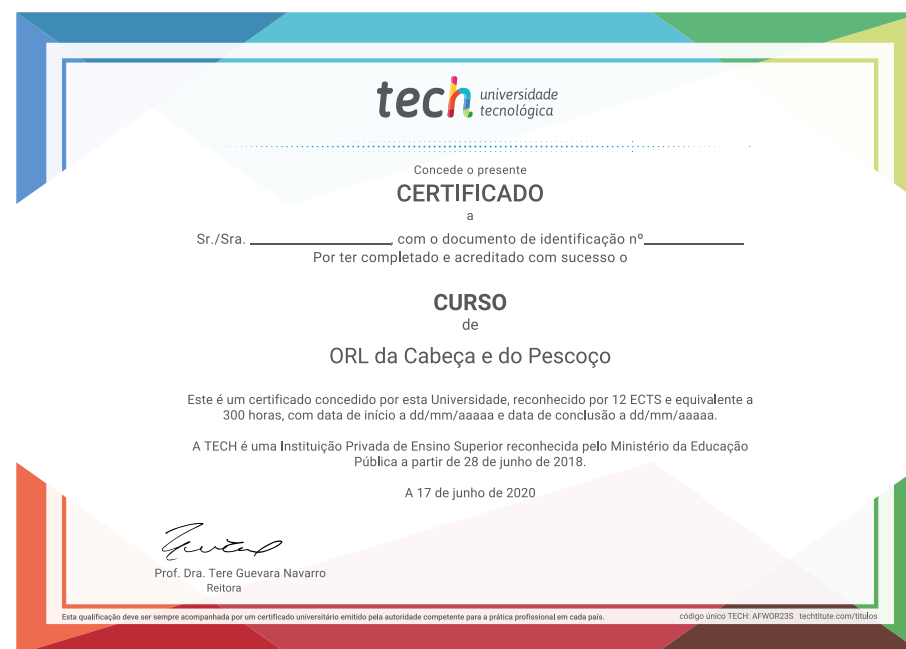 tech universidade
tecnológica
Concede o presente
CERTIFICADO
a
Sr./Sra. ____________________, com o documento de identificação nº______________
Por ter completado e acreditado com sucesso o
CURSO
de
ORL da Cabeça e do Pescoço
Este é um certificado concedido por esta Universidade, reconhecido por 12 ECTS e equivalente a
300 horas, com data de início a dd/mm/aaaaa e data de conclusão a dd/mm/aaaaa.
A TECH é uma Instituição Privada de Ensino Superior reconhecida pelo Ministério da Educação
Pública a partir de 28 de junho de 2018.
A 17 de junho de 2020
Prof. Dra. Tere Guevara Navarro
Reitora
Esta qualificação deve ser sempre acompanhada por um certificado universitário emitido pela autoridade competente para a prática profissional em cada país.
código único TECH: AFWOR23S techtitute.com/titulos